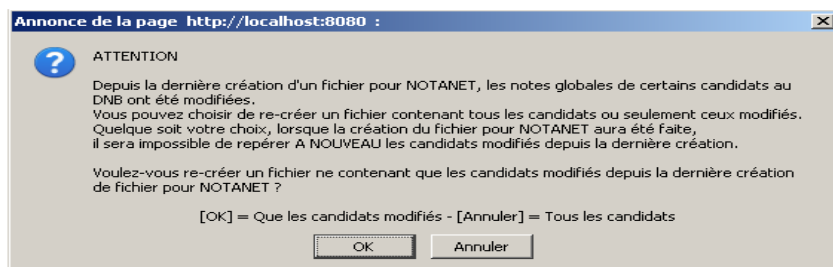 Annonce de la page http://localhost:8080 :
ATTENTION
Depuis la dernière création d'un fichier pour NOTANET, les notes globales de certains candidats au
DNB ont été modifiées.
Vous pouvez choisir de re-créer un fichier contenant tous les candidats ou seulement ceux modifiés.
Quelque soit votre choix, lorsque la création du fichier pour NOTANET aura été faite,
il sera impossible de repérer A NOUVEAU les candidats modifiés depuis la dernière création.
Voulez-vous re-créer un fichier ne contenant que les candidats modifiés depuis la dernière création
de fichier pour NOTANET ?
[OK] = Que les candidats modifiés - [Annuler] = Tous les candidats
OK Annuler